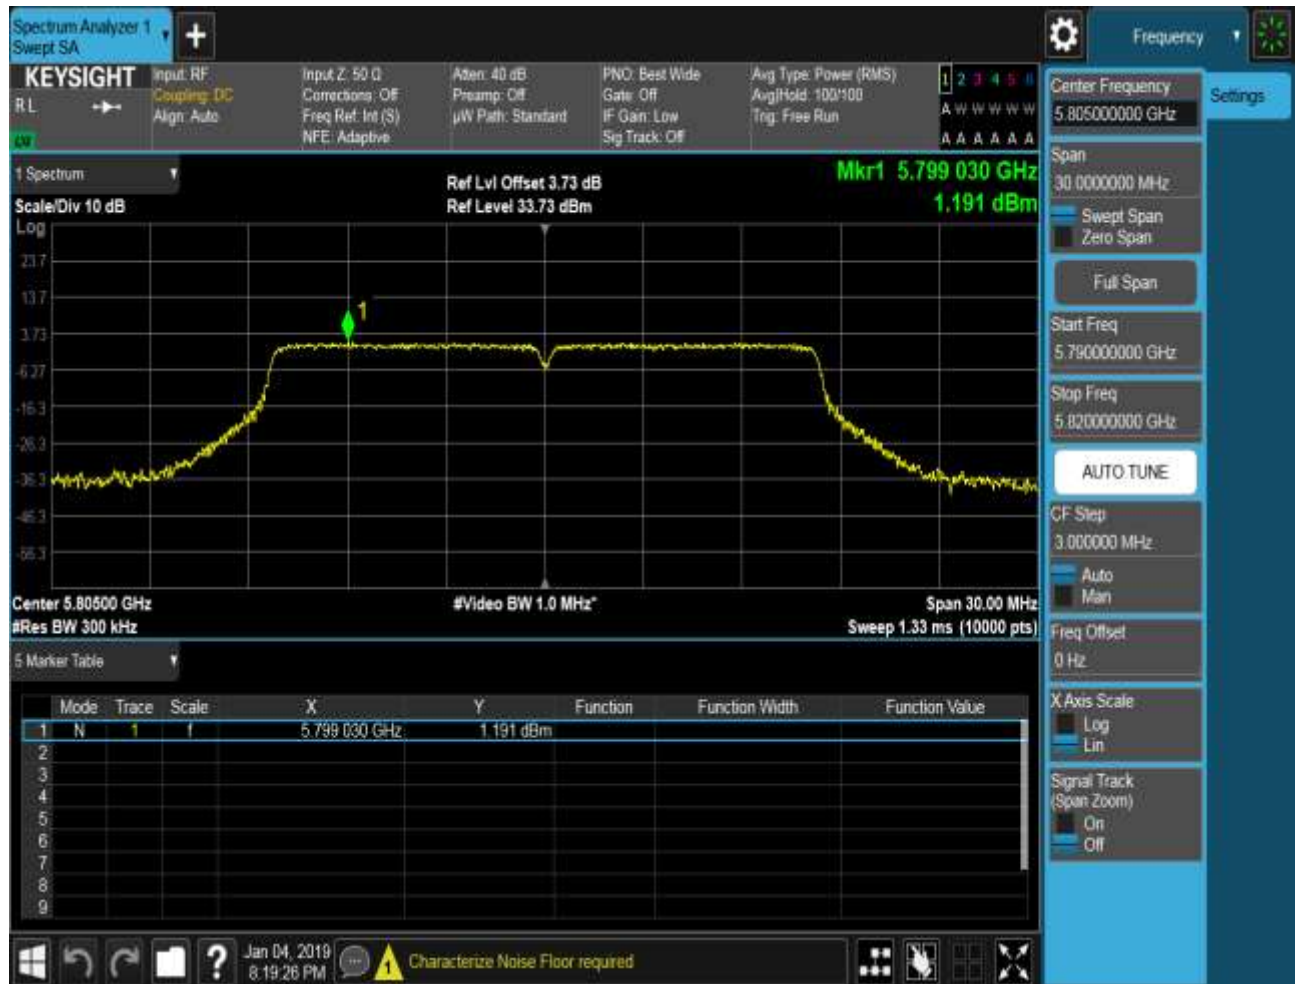 Spectrum Analyzer 1
Swept SA
+
Frequency
KEYSIGHT
RL
Input: RF
Coupling: DC
Align: Auto
Input Z: 50 Ω
Corrections: Off
Freq Ref: Int (S)
NFE: Adaptive
Atten: 40 dB
Preamp: Off
µW Path: Standard
PNO: Best Wide
Gate: Off
IF Gain: Low
Sig Track: Off
Avg Type: Power (RMS)
Avg|Hold: 100/100
Trig: Free Run
1 2 3 4 5 6
A W W W W W
A A A A A A
1 Spectrum
Scale/Div 10 dB
Ref Lvl Offset 3.73 dB
Ref Level 33.73 dBm
Mkr1 5.799 030 GHz
1.191 dBm
Log
23.7
13.7
3.73
-6.27
-16.3
-26.3
-36.3
-46.3
-56.3
1
Center 5.80500 GHz
#Res BW 300 kHz
#Video BW 1.0 MHz*
Span 30.00 MHz
Sweep 1.33 ms (10000 pts)
5 Marker Table
Mode Trace Scale X Y Function Function Width Function Value
1 N 1 f 5.799 030 GHz 1.191 dBm
2
3
4
5
6
7
8
9
Jan 04, 2019
8:19:26 PM
1
Characterize Noise Floor required
Center Frequency
5.805000000 GHz
Settings
Span
30.0000000 MHz
Swept Span
Zero Span
Full Span
Start Freq
5.790000000 GHz
Stop Freq
5.820000000 GHz
AUTO TUNE
CF Step
3.000000 MHz
Auto
Man
Freq Offset
0 Hz
X Axis Scale
Log
Lin
Signal Track
(Span Zoom)
On
Off